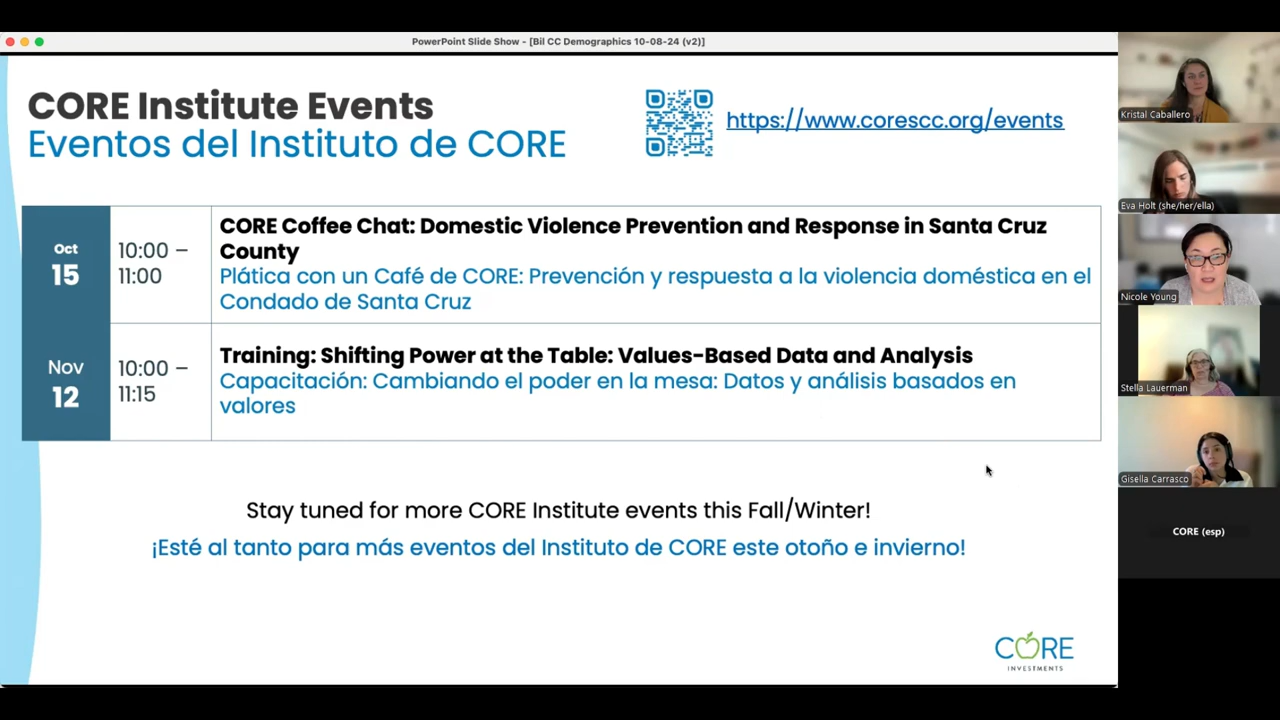 PowerPoint Slide Show - [Bil CC Demographics 10-08-24 (v2)]
CORE Institute Events
Eventos del Instituto de CORE
https://www.corescc.org/events
Oct
15
10:00 –
11:00
CORE Coffee Chat: Domestic Violence Prevention and Response in Santa Cruz
County
Plática con un Café de CORE: Prevención y respuesta a la violencia doméstica en el
Condado de Santa Cruz
Nov
12
10:00 –
11:15
Training: Shifting Power at the Table: Values-Based Data and Analysis
Capacitación: Cambiando el poder en la mesa: Datos y análisis basados en
valores
Stay tuned for more CORE Institute events this Fall/Winter!
¡Esté al tanto para más eventos del Instituto de CORE este otoño e invierno!
CORE
INVESTMENTS
Kristal Caballero
Eva Holt (she/her/ella)
Nicole Young
Stella Lauerman
Gisella Carrasco
CORE (esp)